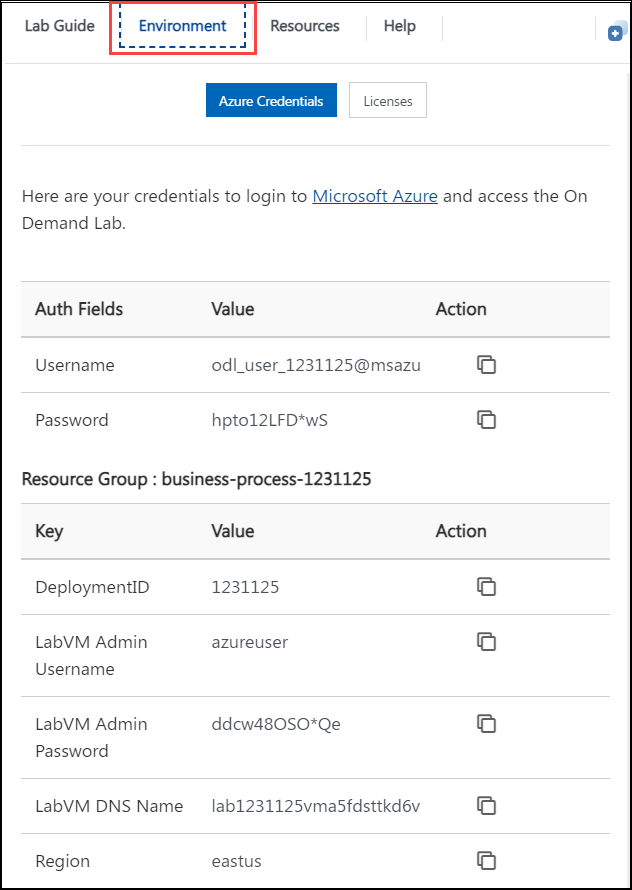 Lab Guide Environment Resources Help
Azure Credentials Licenses
Here are your credentials to login to Microsoft Azure and access the On
Demand Lab.
Auth Fields Value Action
Username odl_user_1231125@msazu
Password hpto12LFD*wS
Resource Group : business-process-1231125
Key Value Action
DeploymentID 1231125
LabVM Admin azureuser
Username
LabVM Admin ddcw48OSO*Qe
Password
LabVM DNS Name lab1231125vma5fdsttkd6v
Region eastus